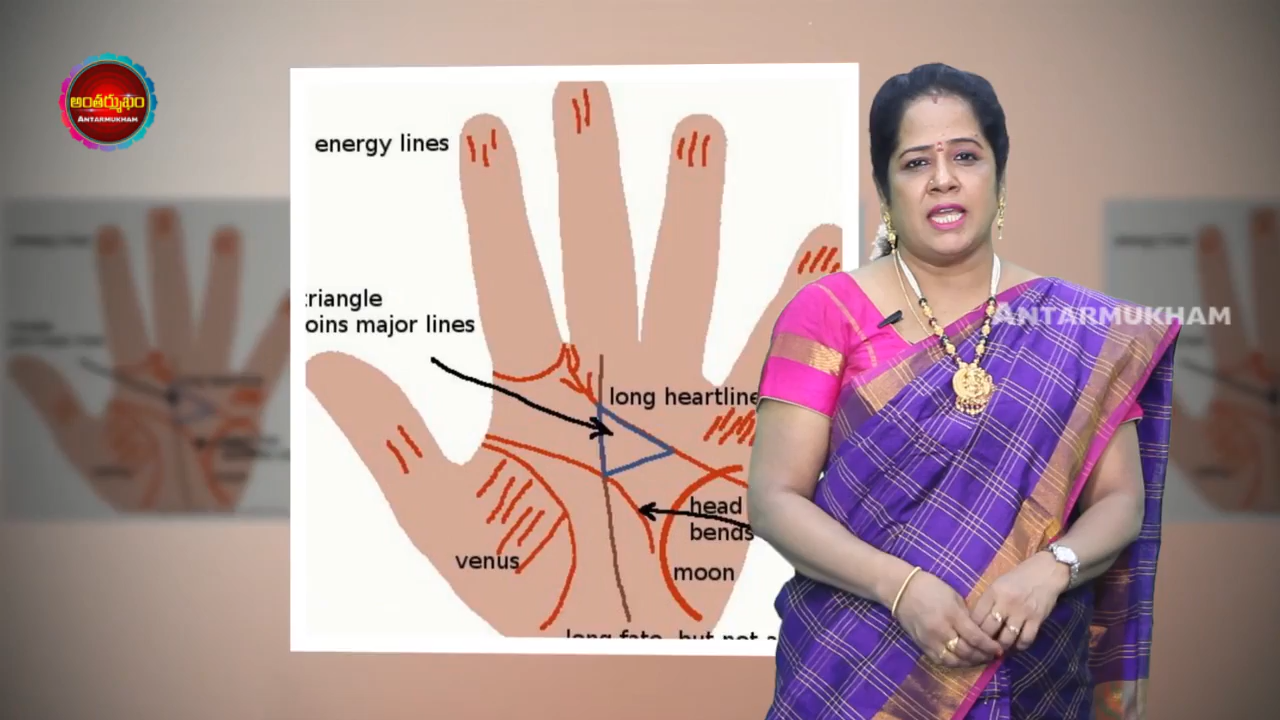 అంతర్ముఖం
ANTARMUKHAM
energy lines
riangle
oins major lines
long heartline
ANTARMUKHAM
head
bends
venus
moon